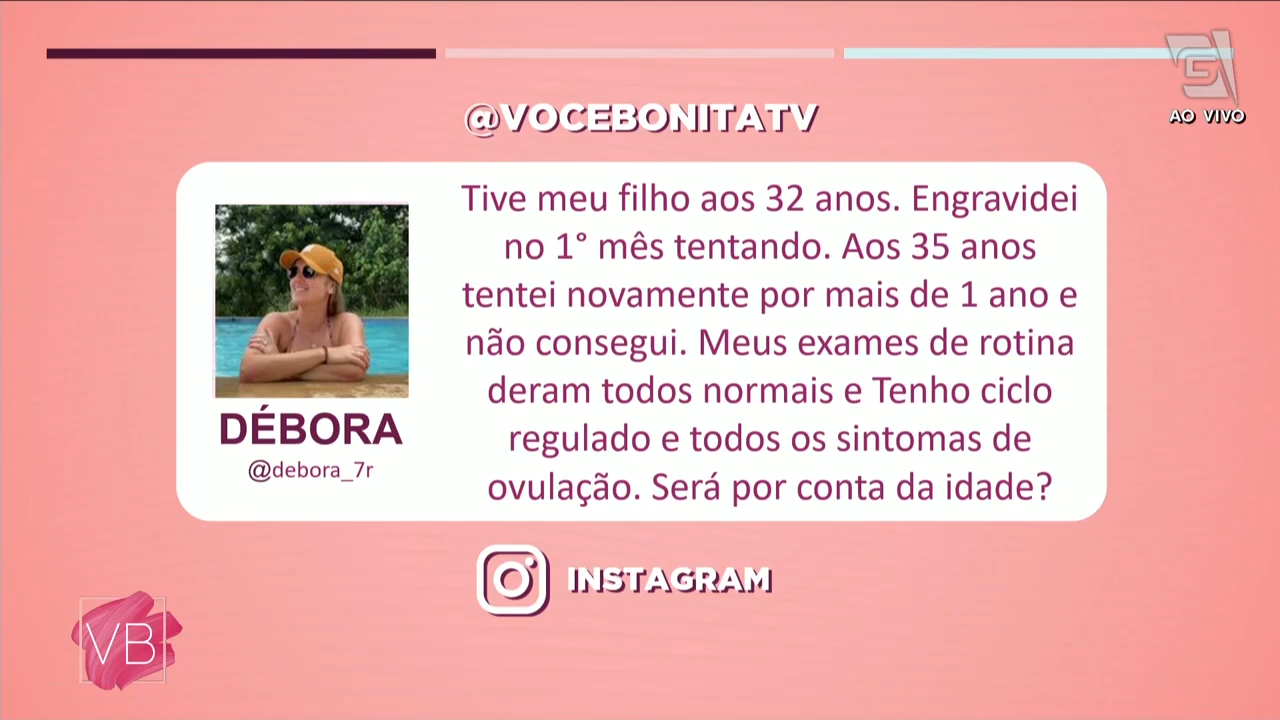 @VOCEBONITATV
AO VIVO
Tive meu filho aos 32 anos. Engravidei
no 1° mês tentando. Aos 35 anos
tentei novamente por mais de 1 ano e
não consegui. Meus exames de rotina
deram todos normais e Tenho ciclo
regulado e todos os sintomas de
ovulação. Será por conta da idade?
DÉBORA
@debora_7r
INSTAGRAM
VB